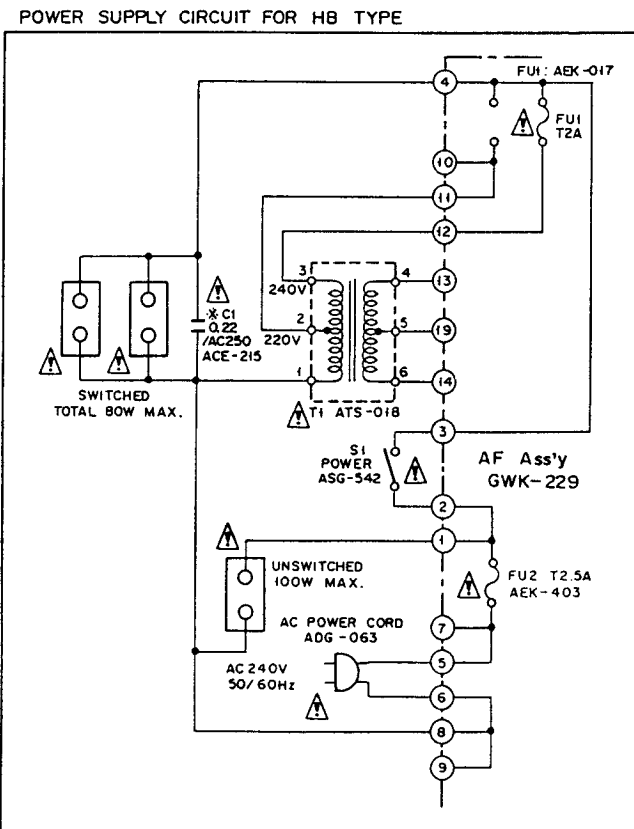 POWER SUPPLY CIRCUIT FOR HB TYPE
FU1: AEK-017
4
FU1
T2A
10
11
12
3
240V
4
13
※ C1
0.22
/AC250
ACE-215
2
220V
5
19
1
6
14
SWITCHED
TOTAL 80W MAX.
T1 ATS-018
3
S1
POWER
ASG-542
AF Ass'y
GWK-229
2
1
UNSWITCHED
100W MAX.
FU2 T2.5A
AEK-403
AC POWER CORD
ADG-063
7
5
AC 240V
50/60Hz
6
8
9